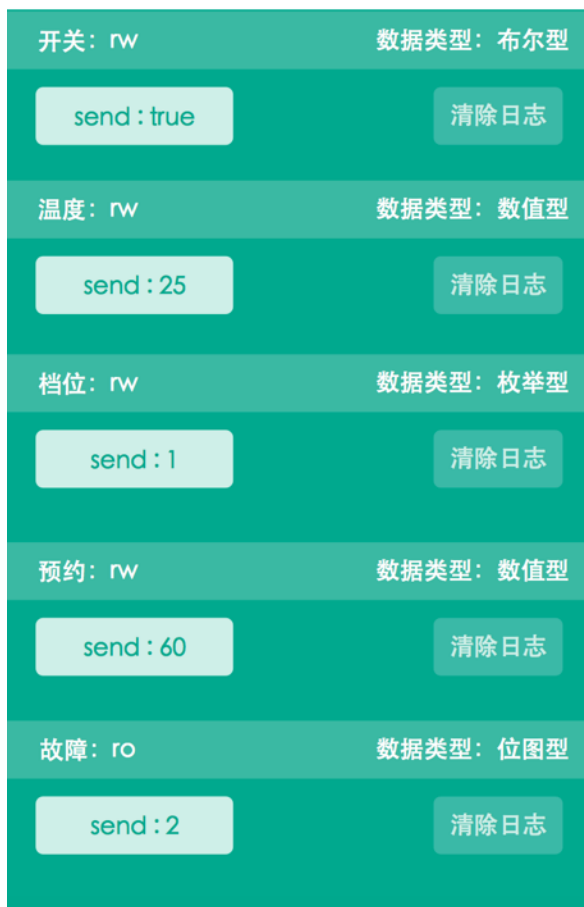 开关：rw 数据类型：布尔型
send：true 清除日志
温度：rw 数据类型：数值型
send：25 清除日志
档位：rw 数据类型：枚举型
send：1 清除日志
预约：rw 数据类型：数值型
send：60 清除日志
故障：ro 数据类型：位图型
send：2 清除日志